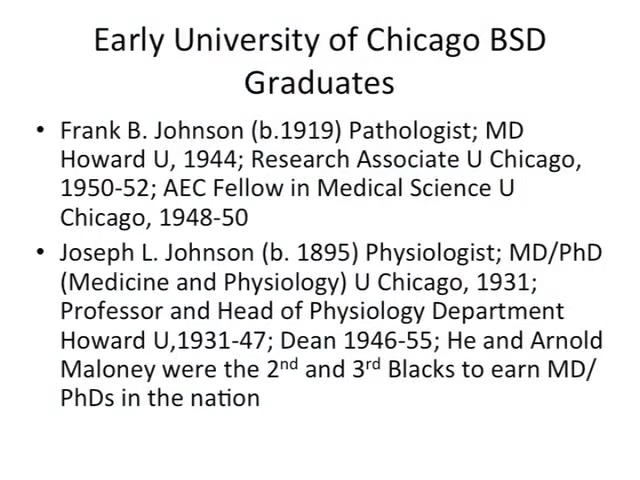 Early University of Chicago BSD
Graduates
• Frank B. Johnson (b.1919) Pathologist; MD
Howard U, 1944; Research Associate U Chicago,
1950-52; AEC Fellow in Medical Science U
Chicago, 1948-50
• Joseph L. Johnson (b. 1895) Physiologist; MD/PhD
(Medicine and Physiology) U Chicago, 1931;
Professor and Head of Physiology Department
Howard U,1931-47; Dean 1946-55; He and Arnold
Maloney were the 2nd and 3rd Blacks to earn MD/
PhDs in the nation